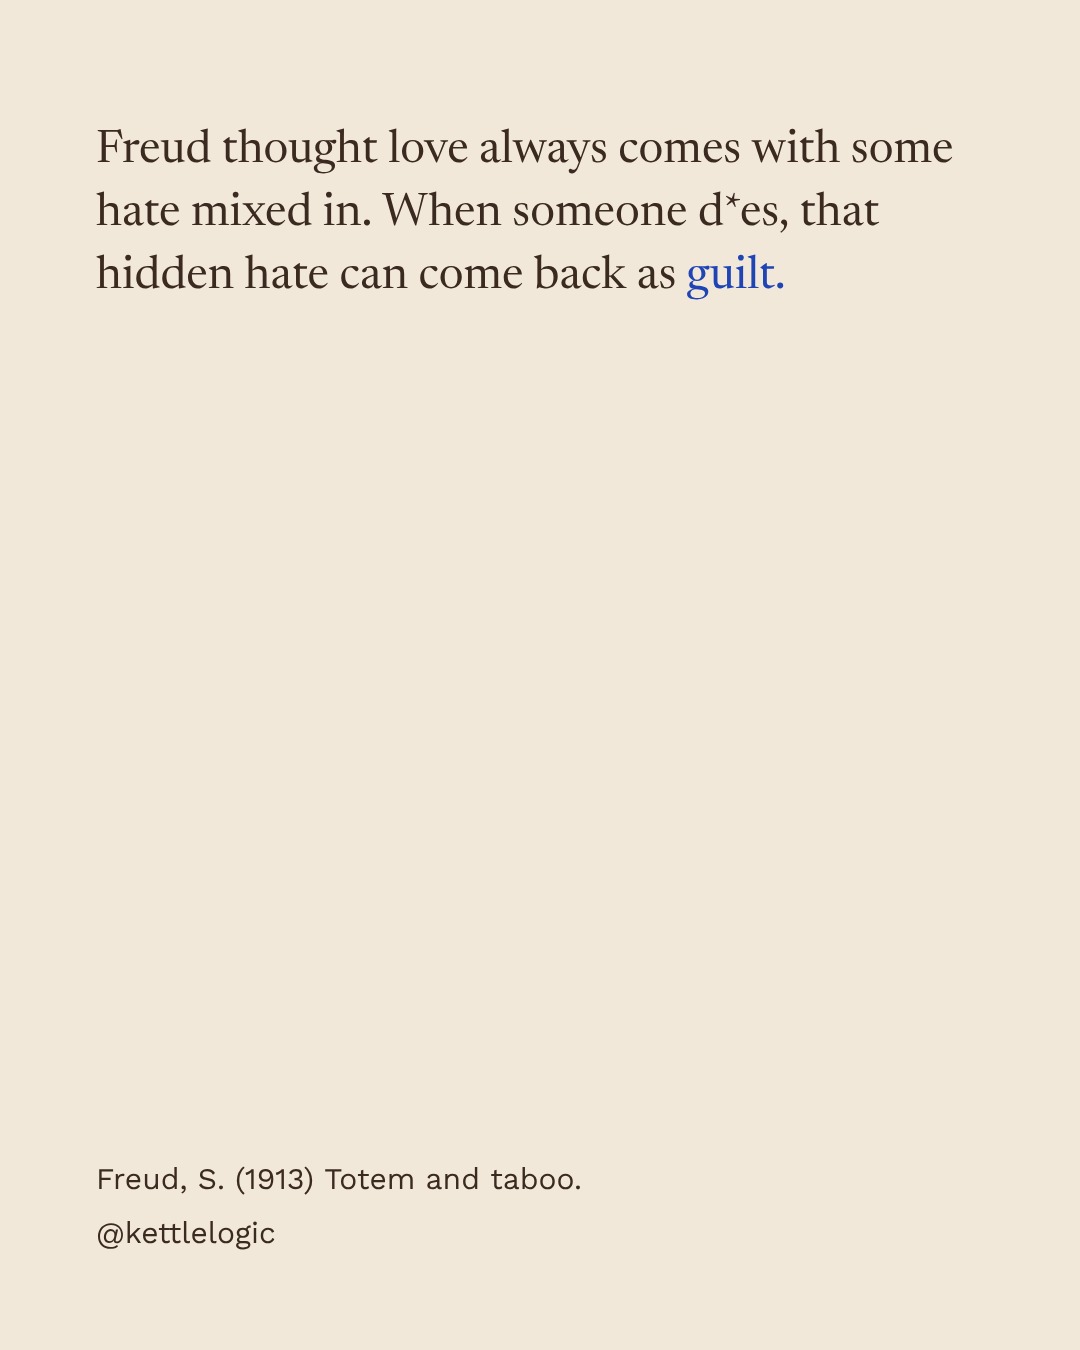 Freud thought love always comes with some
hate mixed in. When someone d*es, that
hidden hate can come back as guilt.
Freud, S. (1913) Totem and taboo.
@kettlelogic